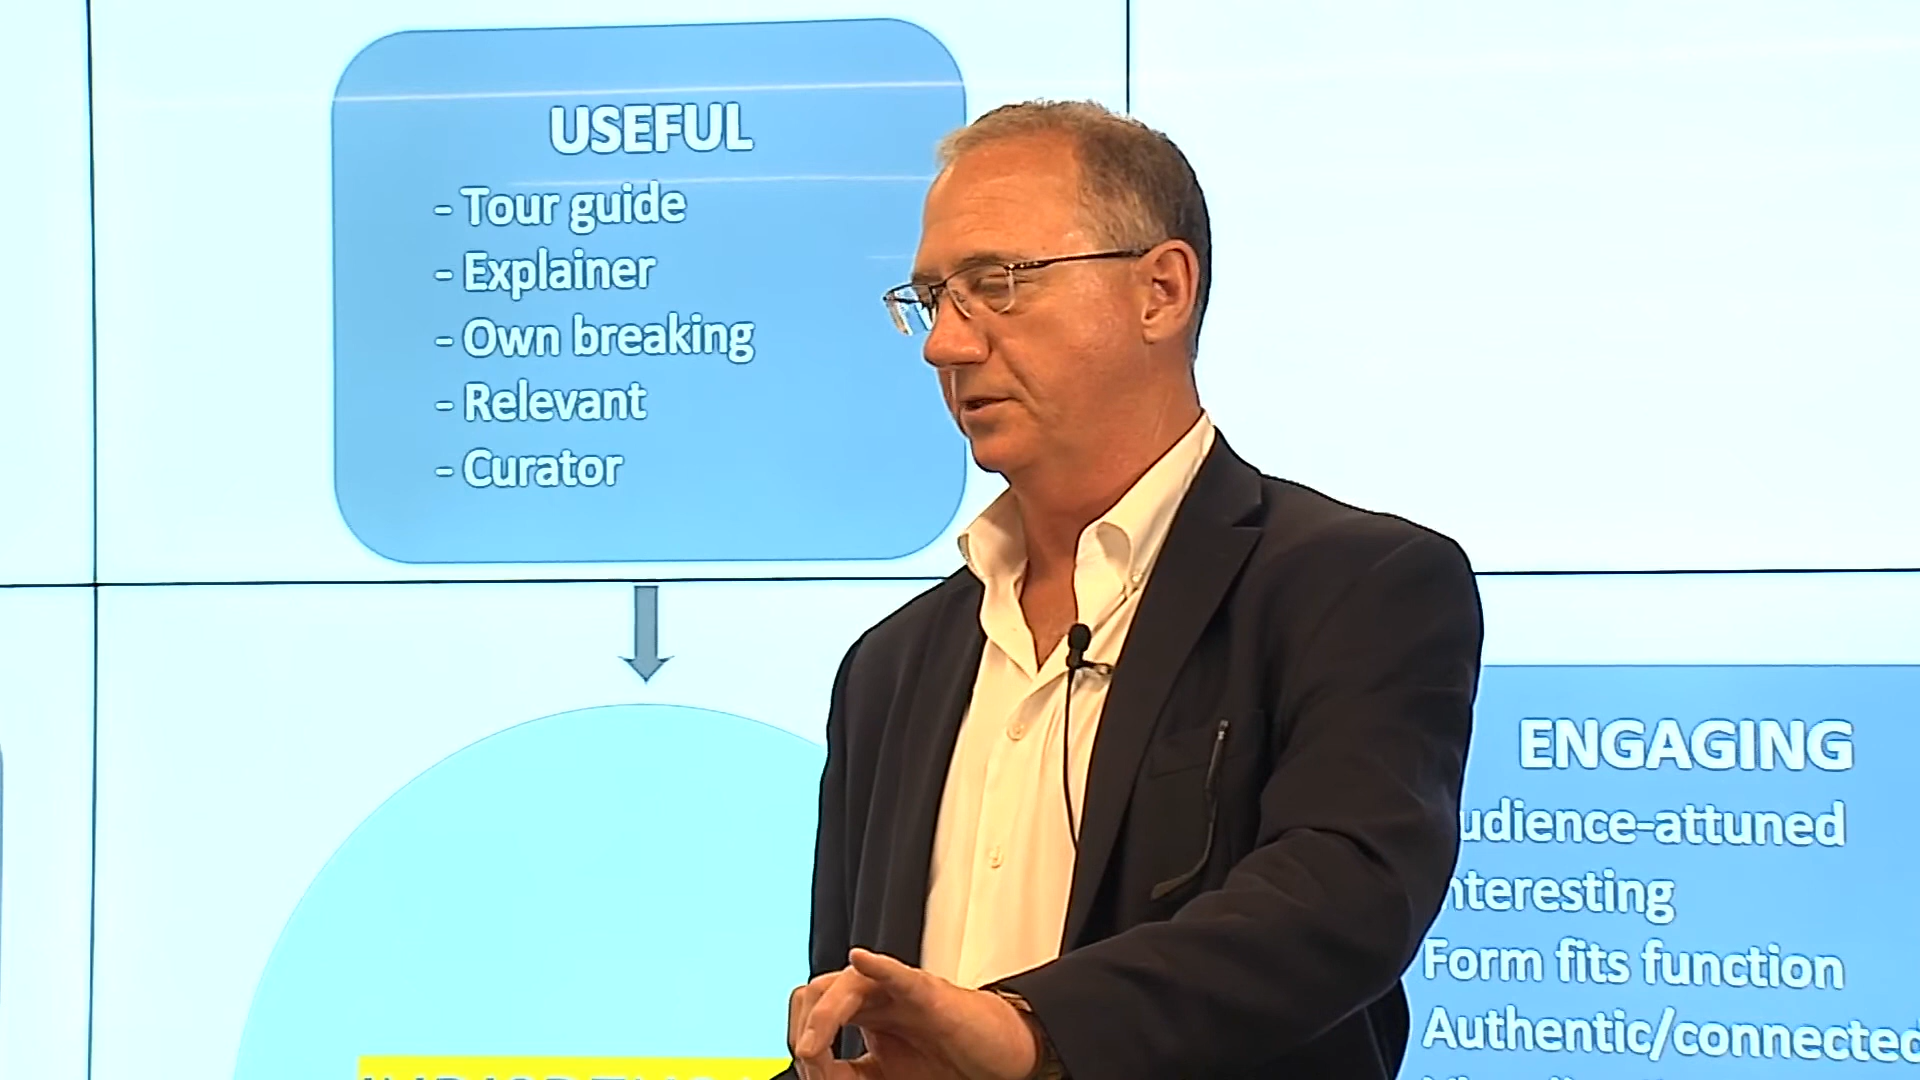 USEFUL
- Tour guide
- Explainer
- Own breaking
- Relevant
- Curator
ENGAGING
udience-attuned
nteresting
Form fits function
Authentic/connected